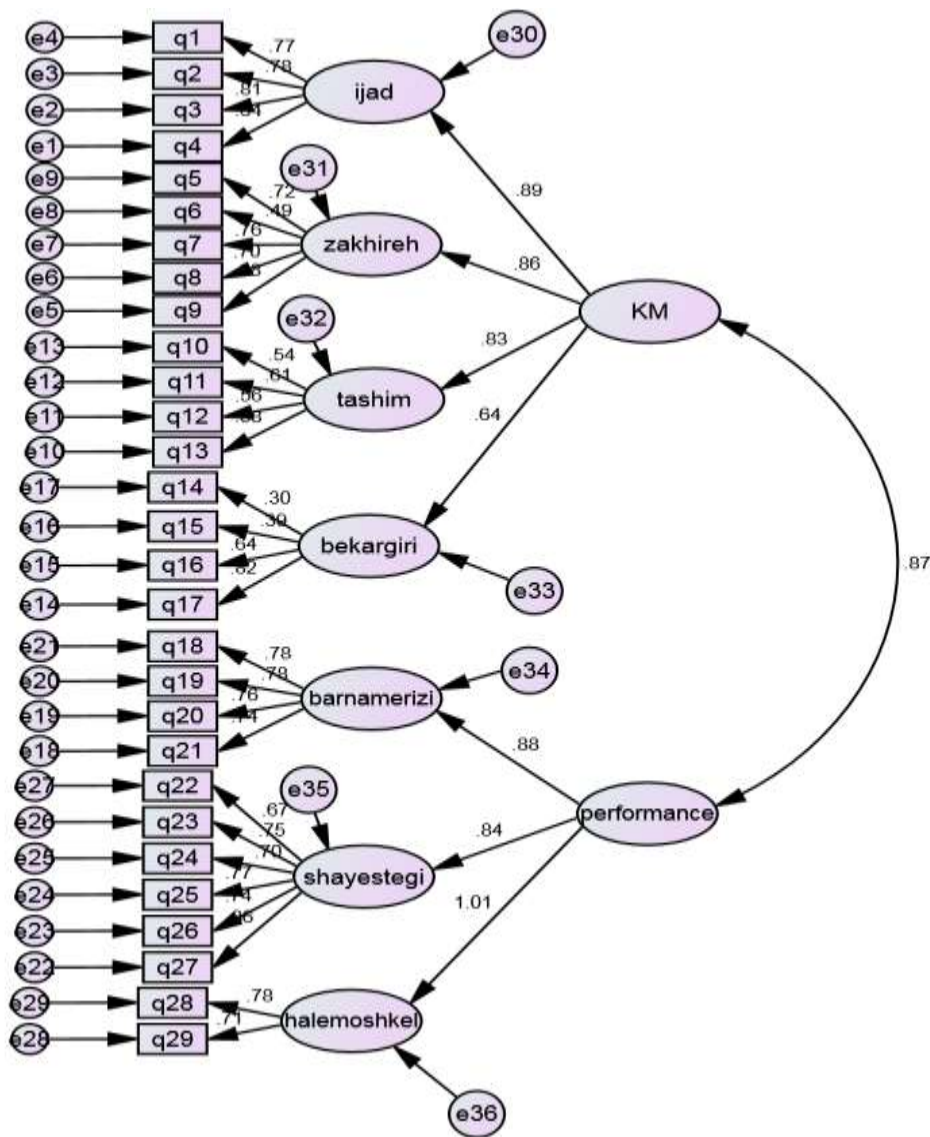 e4
q1
.77
e3
q2
.78
e2
q3
.81
e1
q4
ijad
e30
e9
q5
.72
e8
q6
.49
e7
q7
.76
e6
q8
.70
e5
q9
e31
zakhireh
e13
q10
.54
e12
q11
.61
e11
q12
.56
e10
q13
e32
tashim
e17
q14
.30
e16
q15
.39
e15
q16
.64
e14
q17
bekargiri
e33
.89
.86
.83
.64
KM
.87
e21
q18
.78
e20
q19
.78
e19
q20
.76
e18
q21
.74
barnamerizi
e34
e27
q22
.67
e26
q23
.75
e25
q24
.70
e24
q25
.77
e23
q26
.74
e22
q27
e35
shayestegi
e29
q28
.78
e28
q29
.71
halemoshkel
e36
.88
.84
1.01
performance